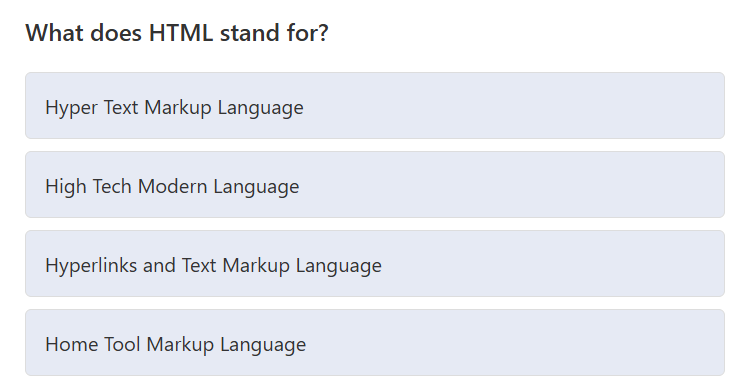 What does HTML stand for?
Hyper Text Markup Language
High Tech Modern Language
Hyperlinks and Text Markup Language
Home Tool Markup Language